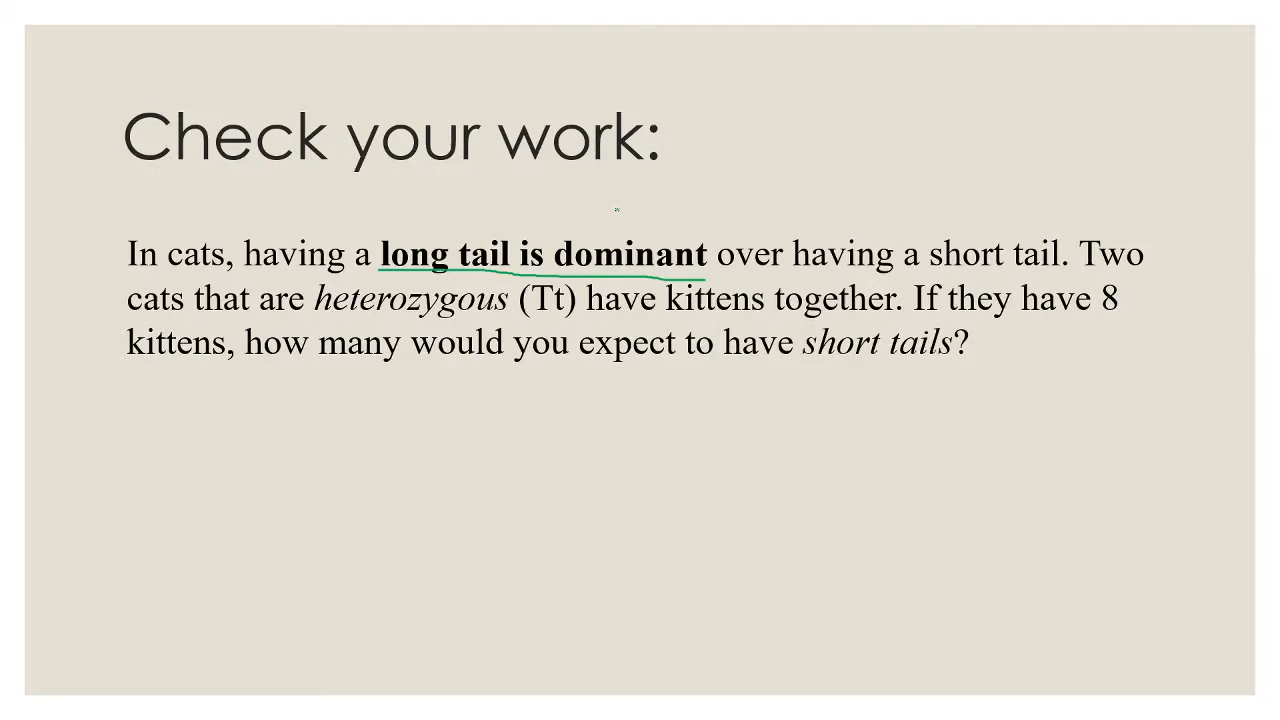 Check your work:
In cats, having a long tail is dominant over having a short tail. Two
cats that are heterozygous (Tt) have kittens together. If they have 8
kittens, how many would you expect to have short tails?